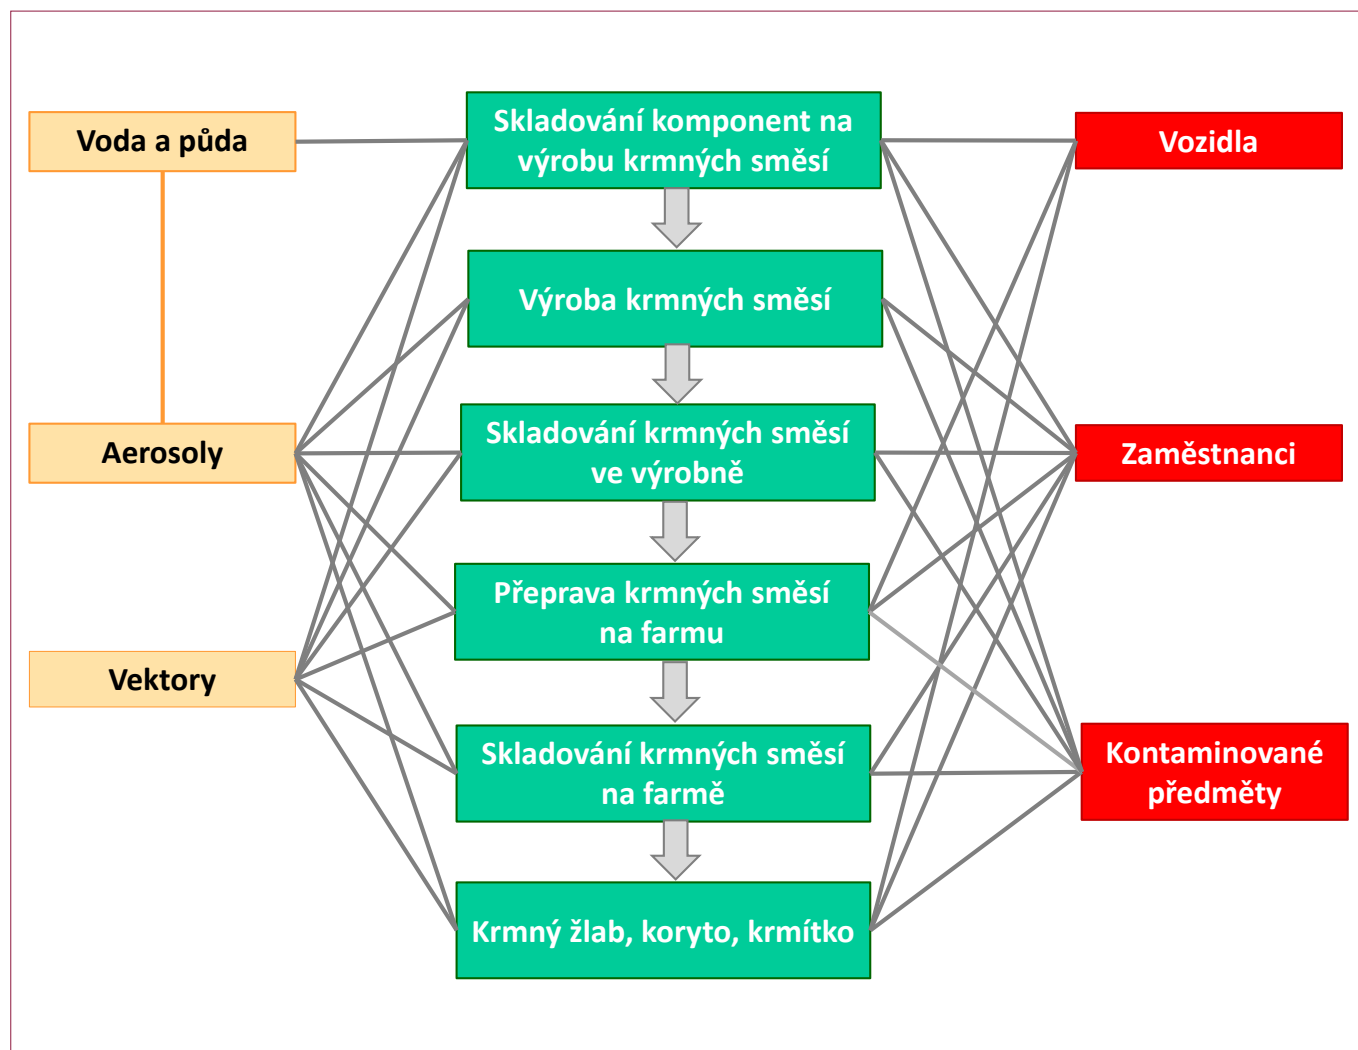 Voda a půda
Skladování komponent na
výrobu krmných směsí
Vozidla
Výroba krmných směsí
Aerosoly
Skladování krmných směsí
ve výrobně
Zaměstnanci
Přeprava krmných směsí
na farmu
Vektory
Skladování krmných směsí
na farmě
Kontaminované
předměty
Krmný žlab, koryto, krmítko